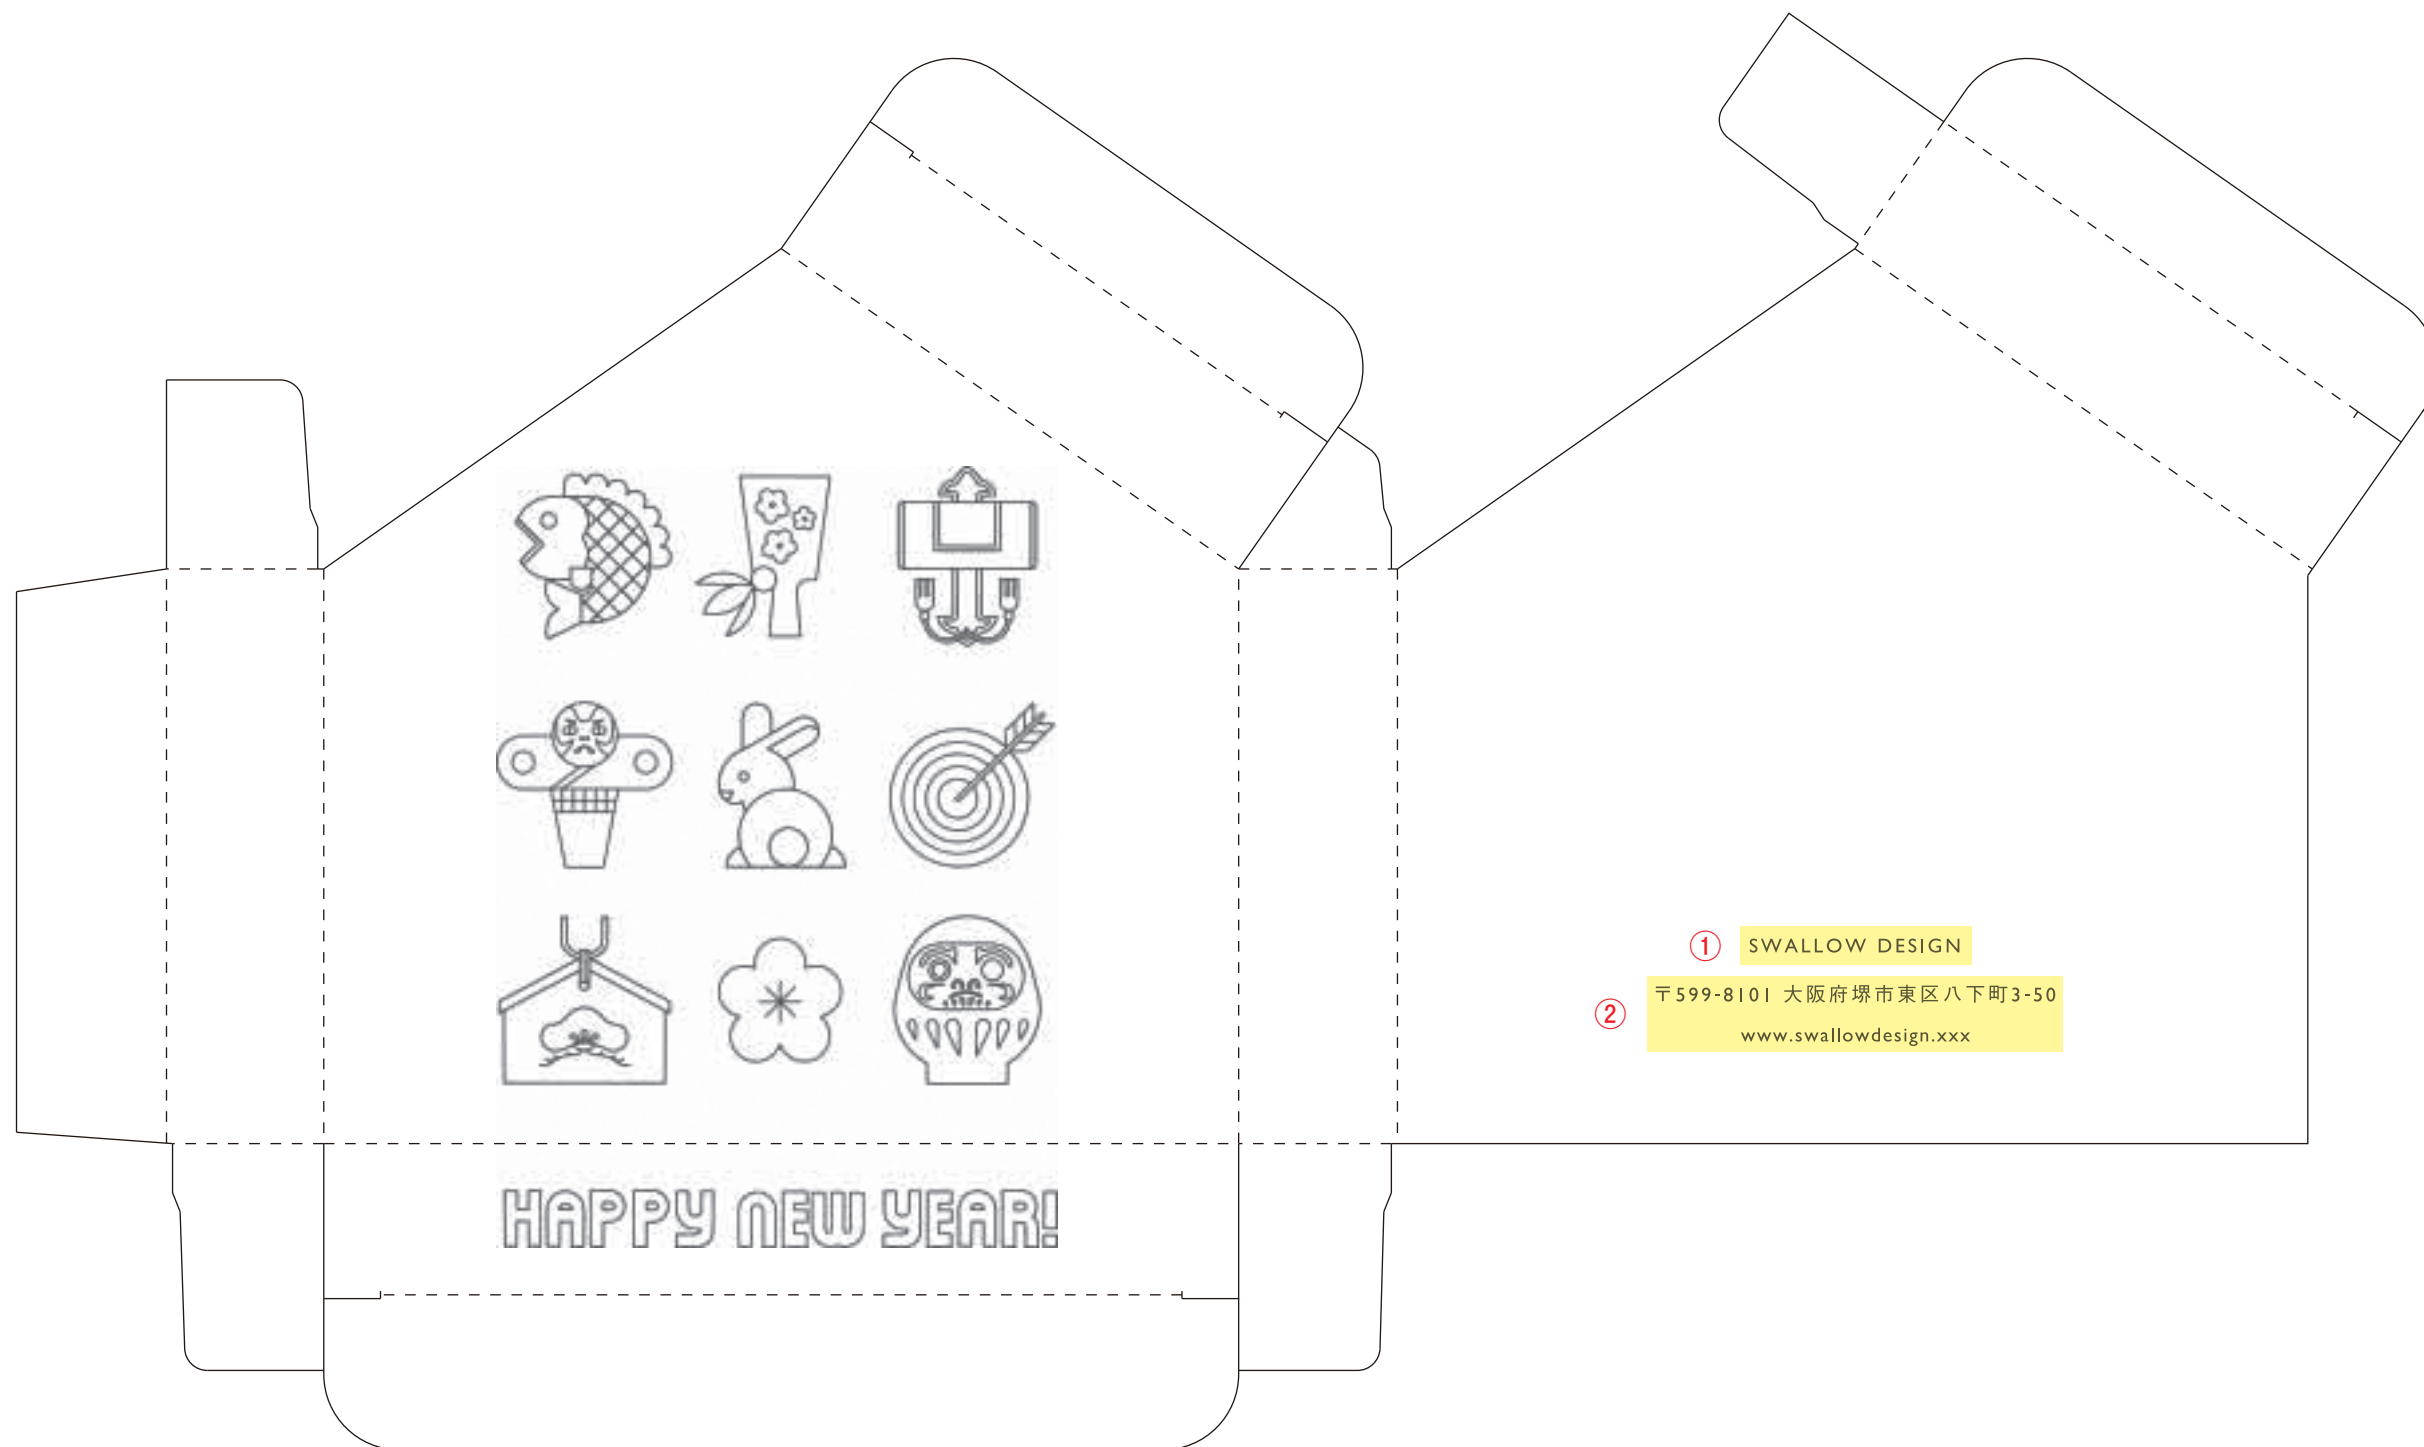 ① SWALLOW DESIGN
② 〒599-8101 大阪府堺市東区八下町3-50
www.swallowdesign.xxx
HAPPY NEW YEAR!